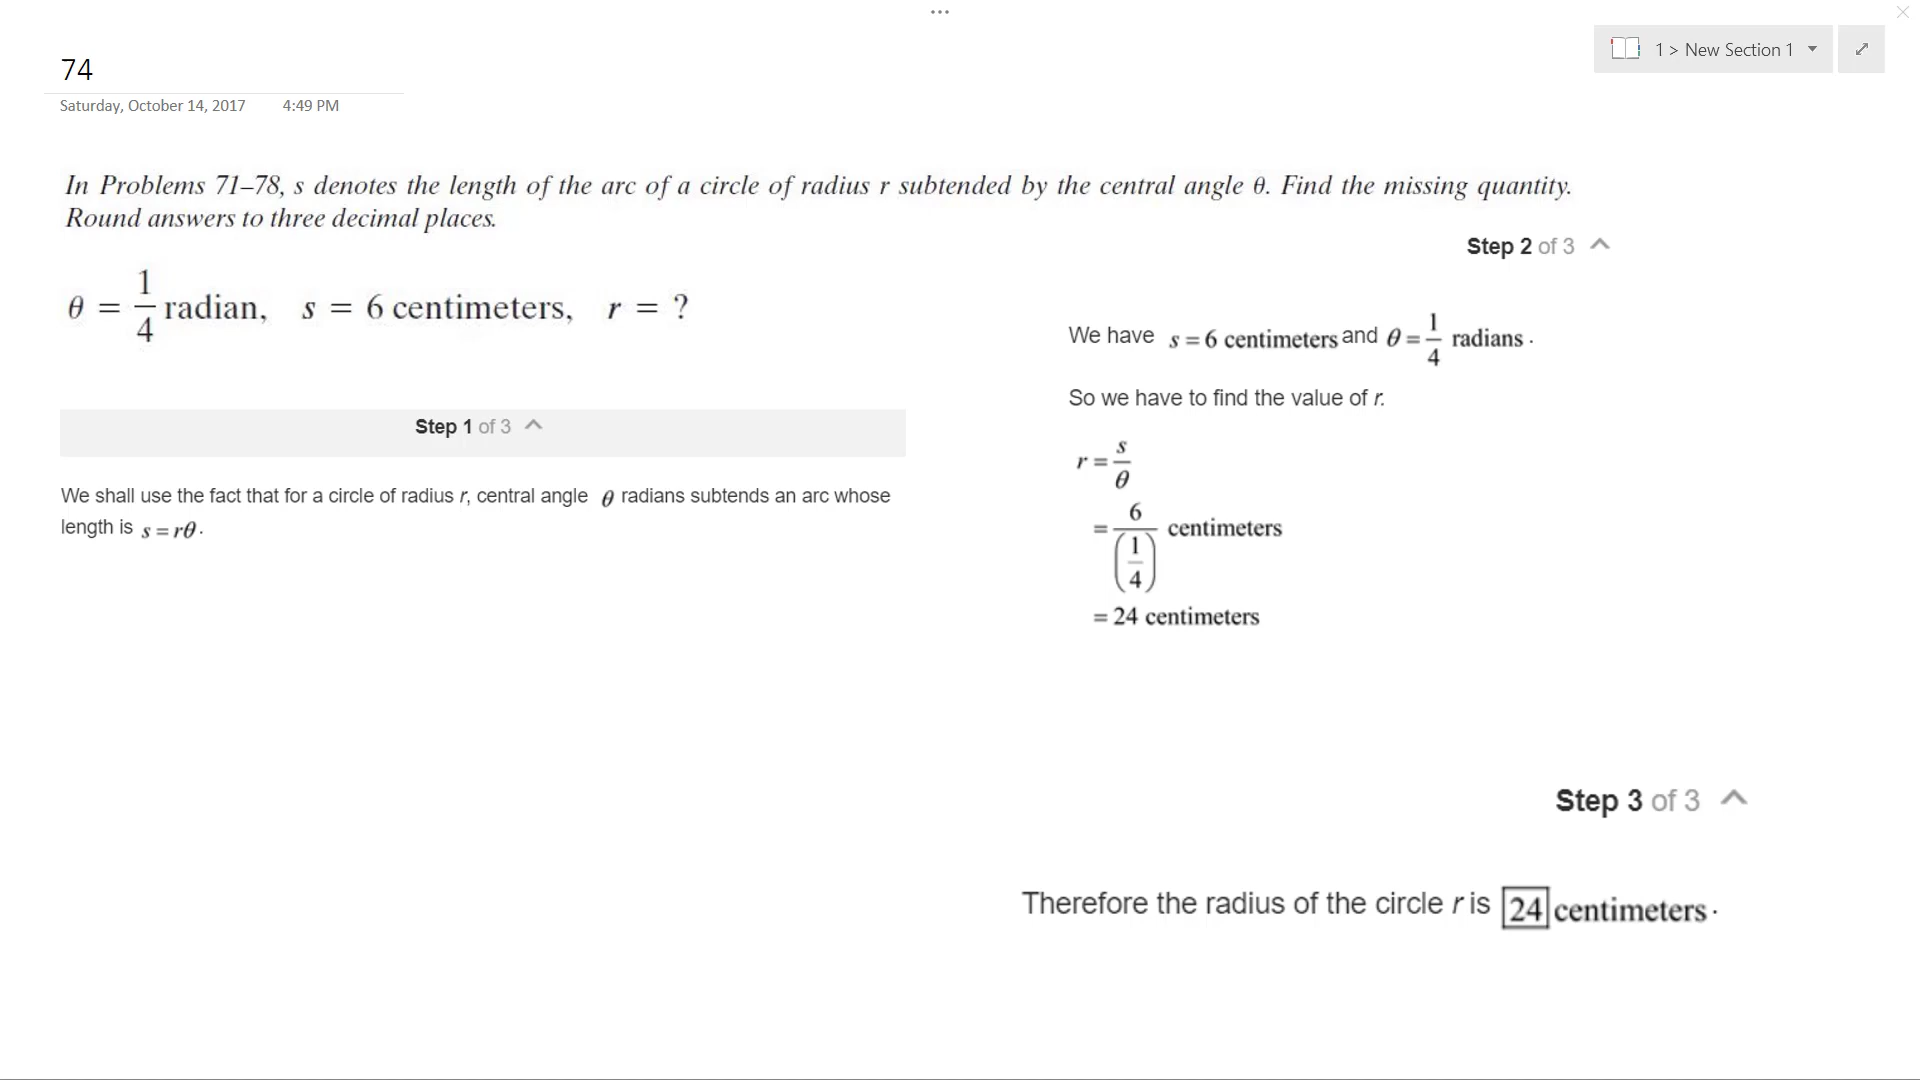 ...
1 > New Section 1
74
Saturday, October 14, 2017 4:49 PM
In Problems 71–78, s denotes the length of the arc of a circle of radius r subtended by the central angle θ. Find the missing quantity.
Round answers to three decimal places.
θ = 1/4 radian, s = 6 centimeters, r = ?
Step 1 of 3
We shall use the fact that for a circle of radius r, central angle θ radians subtends an arc whose
length is s = rθ.
Step 2 of 3
We have s = 6 centimeters and θ = 1/4 radians.
So we have to find the value of r.
r = s/θ
= 6/(1/4) centimeters
= 24 centimeters
Step 3 of 3
Therefore the radius of the circle r is 24 centimeters.